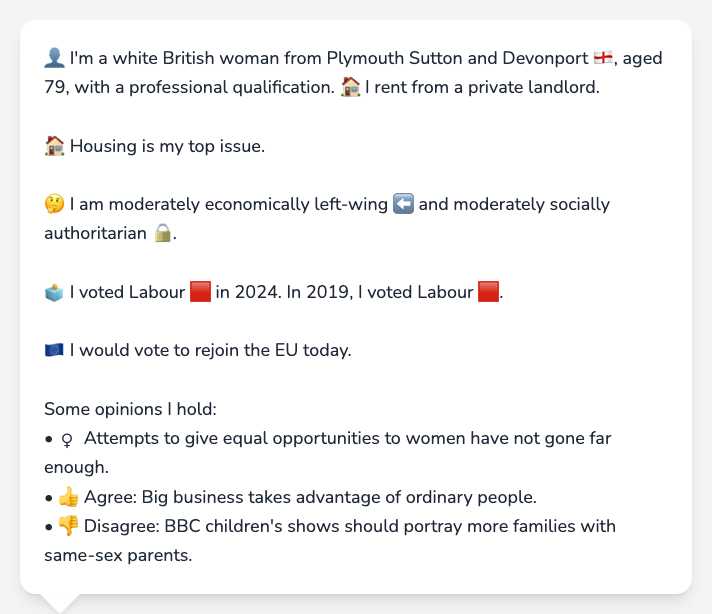 👤 I'm a white British woman from Plymouth Sutton and Devonport 🏴󠁧󠁢󠁥󠁮󠁧󠁿, aged
79, with a professional qualification. 🏠 I rent from a private landlord.
🏠 Housing is my top issue.
🤔 I am moderately economically left-wing ⬅️ and moderately socially
authoritarian 🔒.
🗳️ I voted Labour 🟥 in 2024. In 2019, I voted Labour 🟥.
🇪🇺 I would vote to rejoin the EU today.
Some opinions I hold:
• ♀ Attempts to give equal opportunities to women have not gone far
enough.
• 👍 Agree: Big business takes advantage of ordinary people.
• 👎 Disagree: BBC children's shows should portray more families with
same-sex parents.